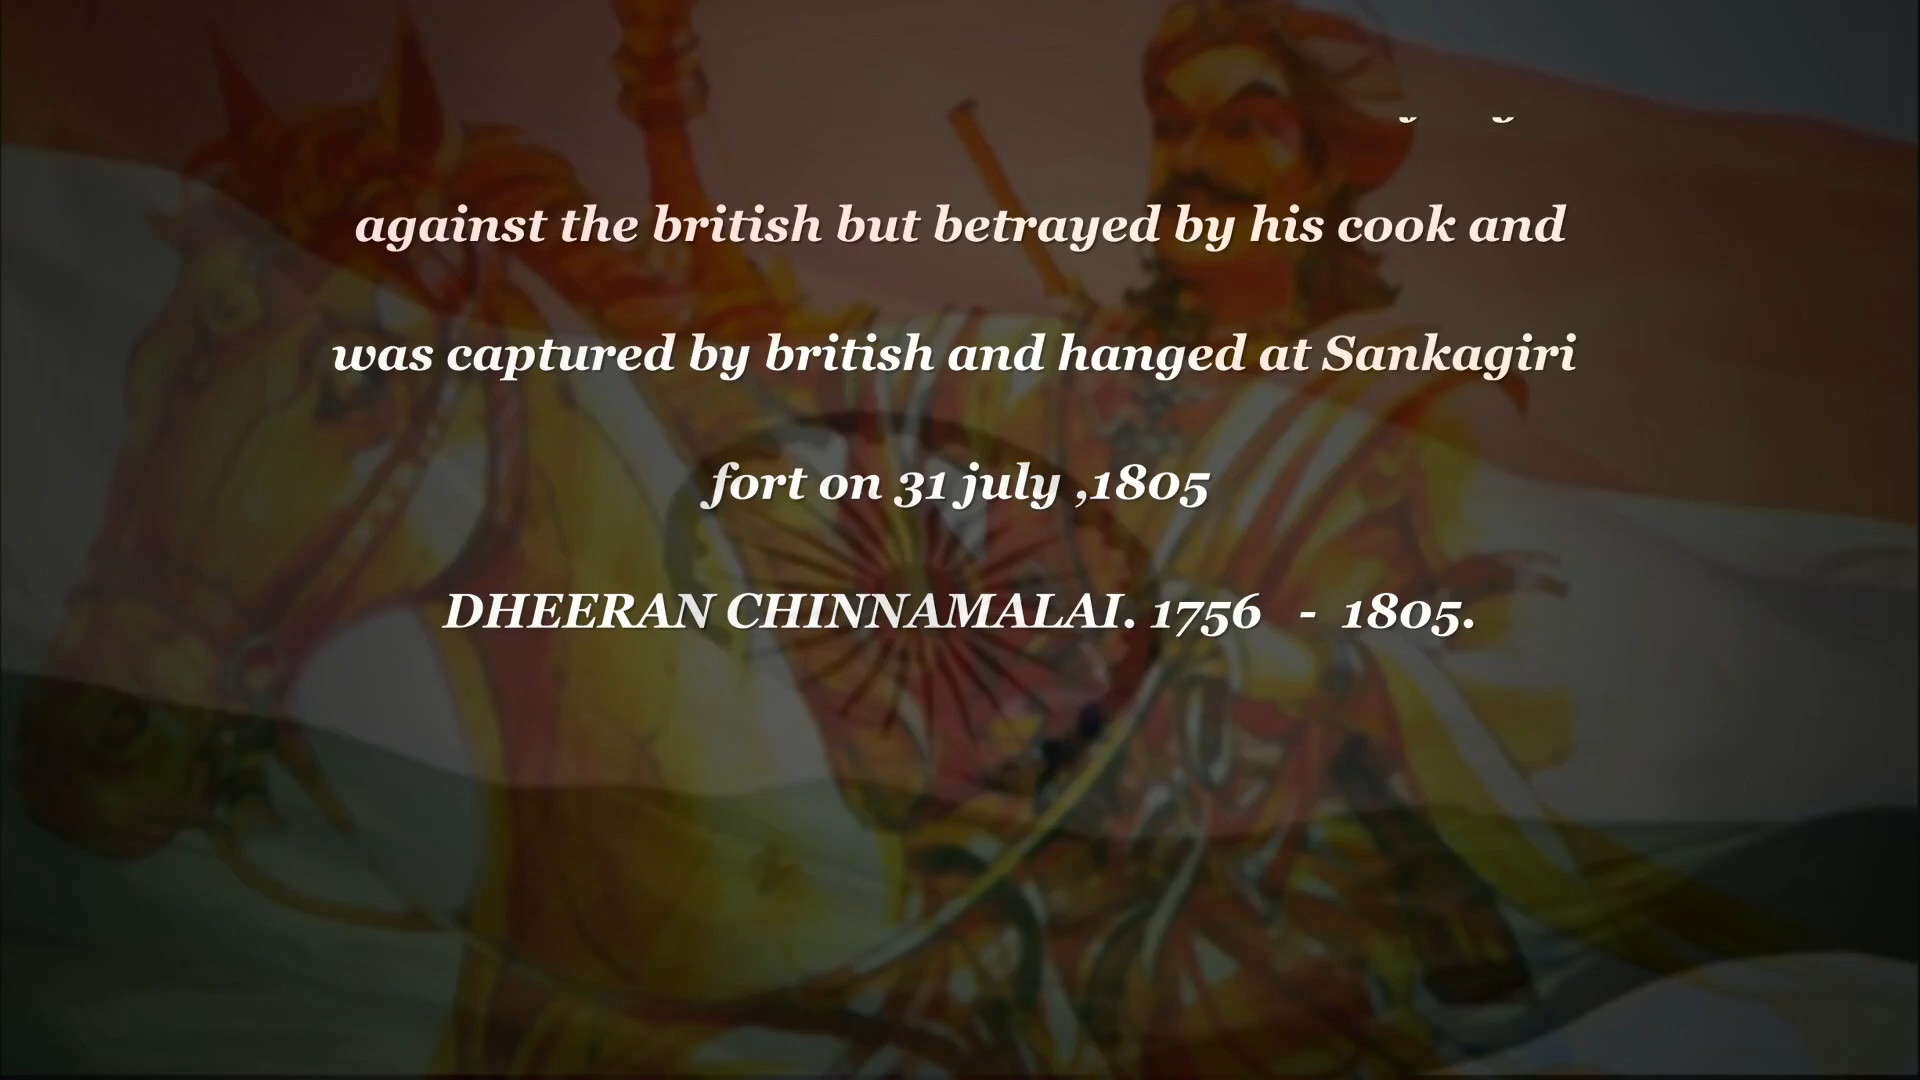 against the british but betrayed by his cook and
was captured by british and hanged at Sankagiri
fort on 31 july ,1805
DHEERAN CHINNAMALAI. 1756 - 1805.